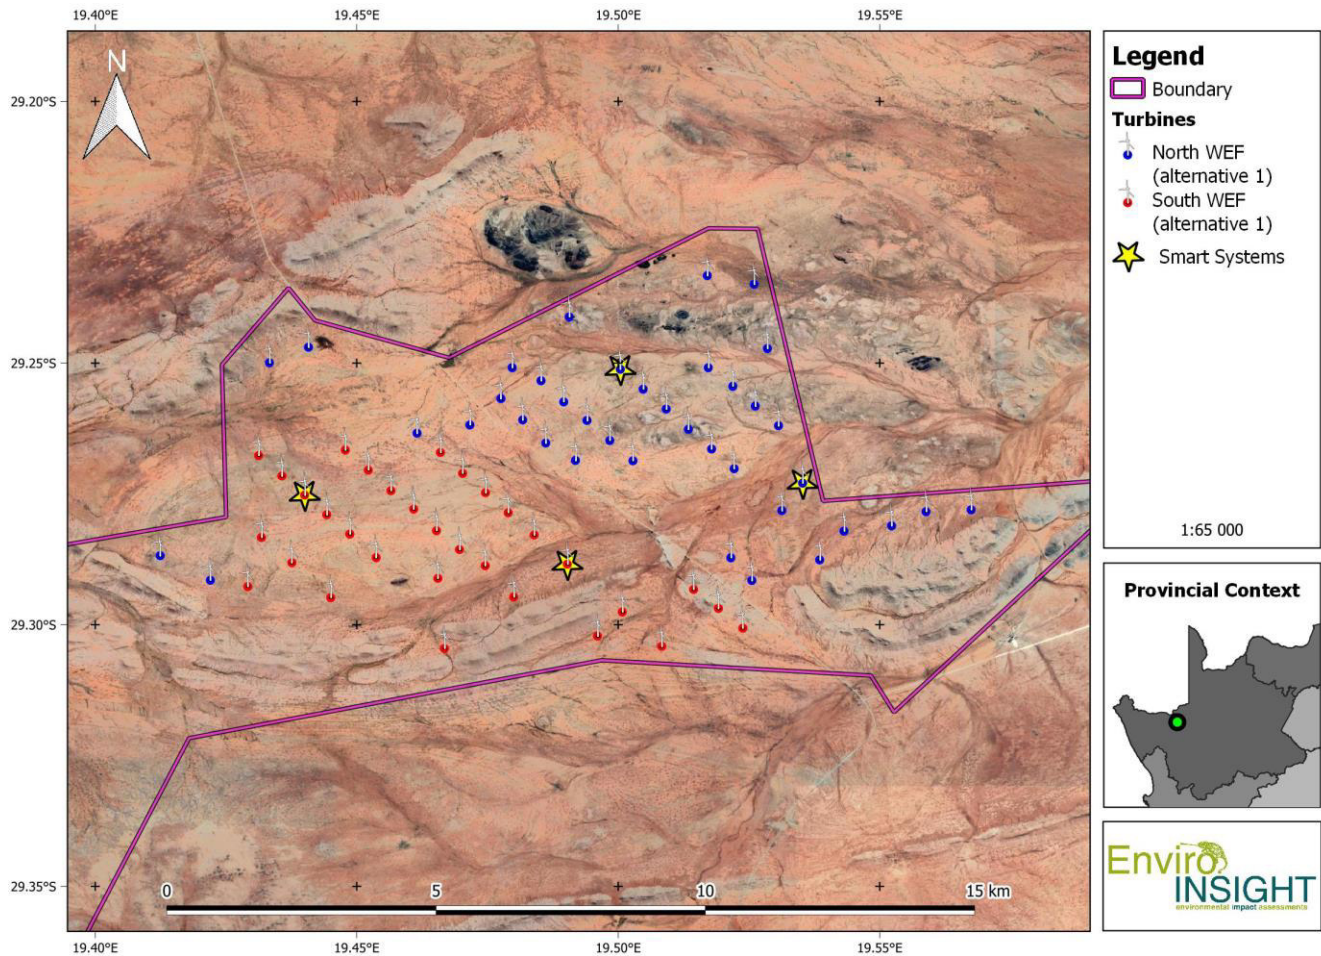 19.40°E 19.45°E 19.50°E 19.55°E
N
29.20°S
29.25°S
29.30°S
29.35°S
0 5 10 15 km
19.40°E 19.45°E 19.50°E 19.55°E
Legend
Boundary
Turbines
North WEF
(alternative 1)
South WEF
(alternative 1)
Smart Systems
1:65 000
Provincial Context
Enviro
INSIGHT
environmental impact assessments